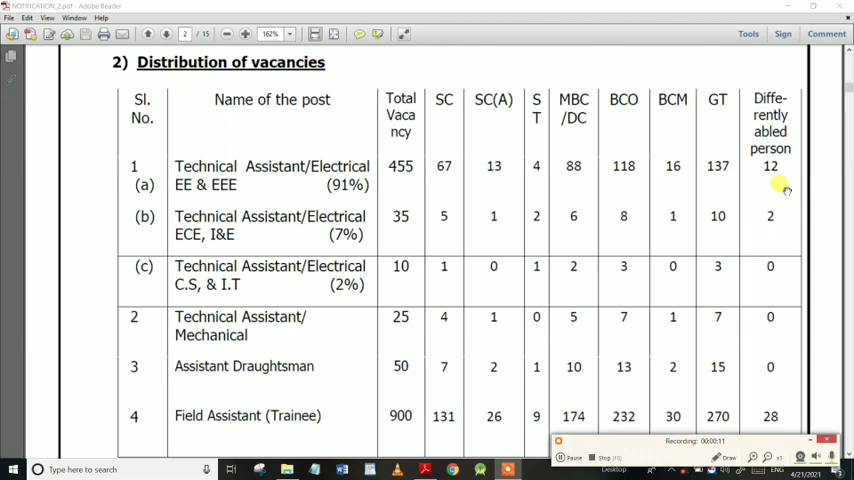 NOTIFICATION_2.pdf - Adobe Reader
File Edit View Window Help
2 / 15 162% Tools Sign Comment
2) Distribution of vacancies
Sl. No. Name of the post Total Vaca ncy SC SC(A) S T MBC /DC BCO BCM GT Diffe- rently abled person
1 Technical Assistant/Electrical 455 67 13 4 88 118 16 137 12
(a) EE & EEE (91%)
(b) Technical Assistant/Electrical 35 5 1 2 6 8 1 10 2
ECE, I&E (7%)
(c) Technical Assistant/Electrical 10 1 0 1 2 3 0 3 0
C.S, & I.T (2%)
2 Technical Assistant/ 25 4 1 0 5 7 1 7 0
Mechanical
3 Assistant Draughtsman 50 7 2 1 10 13 2 15 0
4 Field Assistant (Trainee) 900 131 26 9 174 232 30 270 28
Recording: 00:00:11
Pause Stop Draw x1
Type here to search Desktop ENG 4/21/2021